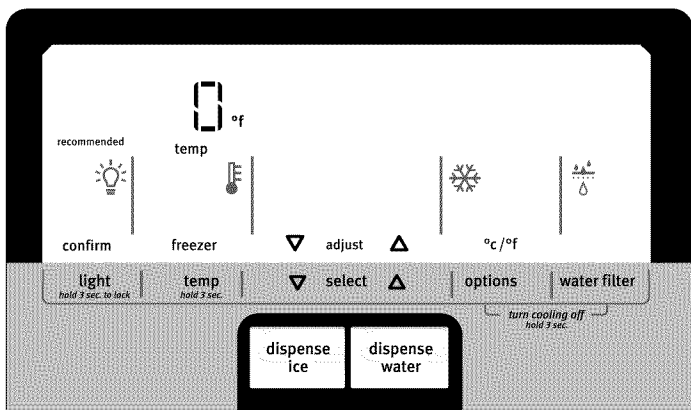 0 °f
recommended
temp
confirm freezer adjust °c/°f
light temp select options water filter
hold 3 sec. to lock hold 3 sec.
turn cooling off
hold 3 sec.
dispense ice
dispense water